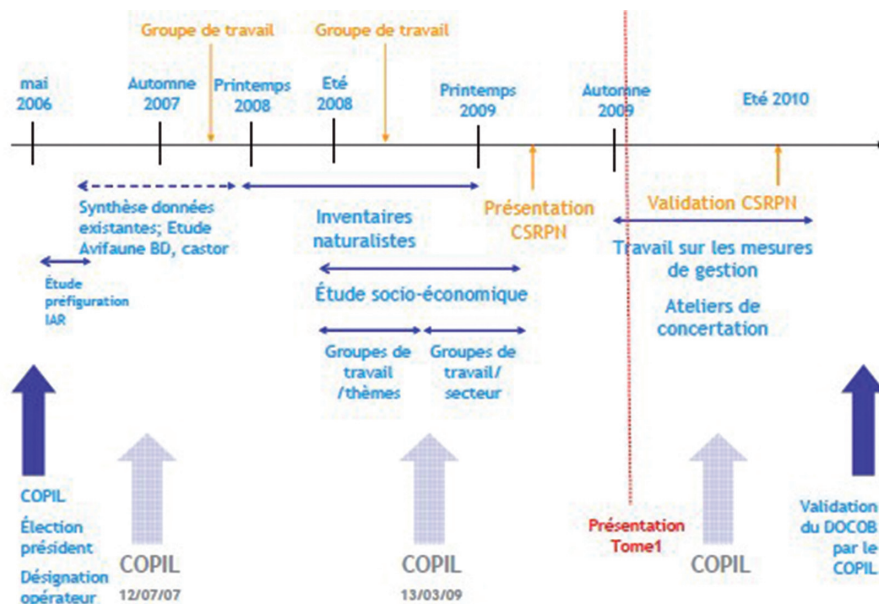 Groupe de travail
Groupe de travail
mai
2006
Automne
2007
Printemps
2008
Eté
2008
Printemps
2009
Automne
2009
Eté 2010
Synthèse données
existantes; Etude
Avifaune BD, castor
Étude
préfiguration
IAR
Inventaires
naturalistes
Présentation
CSRPN
Validation CSRPN
Travail sur les mesures
de gestion
Étude socio-économique
Ateliers de
concertation
Groupes de
travail
/thèmes
Groupes de
travail/
secteur
COPIL
Élection
président
Désignation
opérateur
COPIL
12/07/07
COPIL
13/03/09
Présentation
Tome1
COPIL
Validation
du DOCOB
par le
COPIL